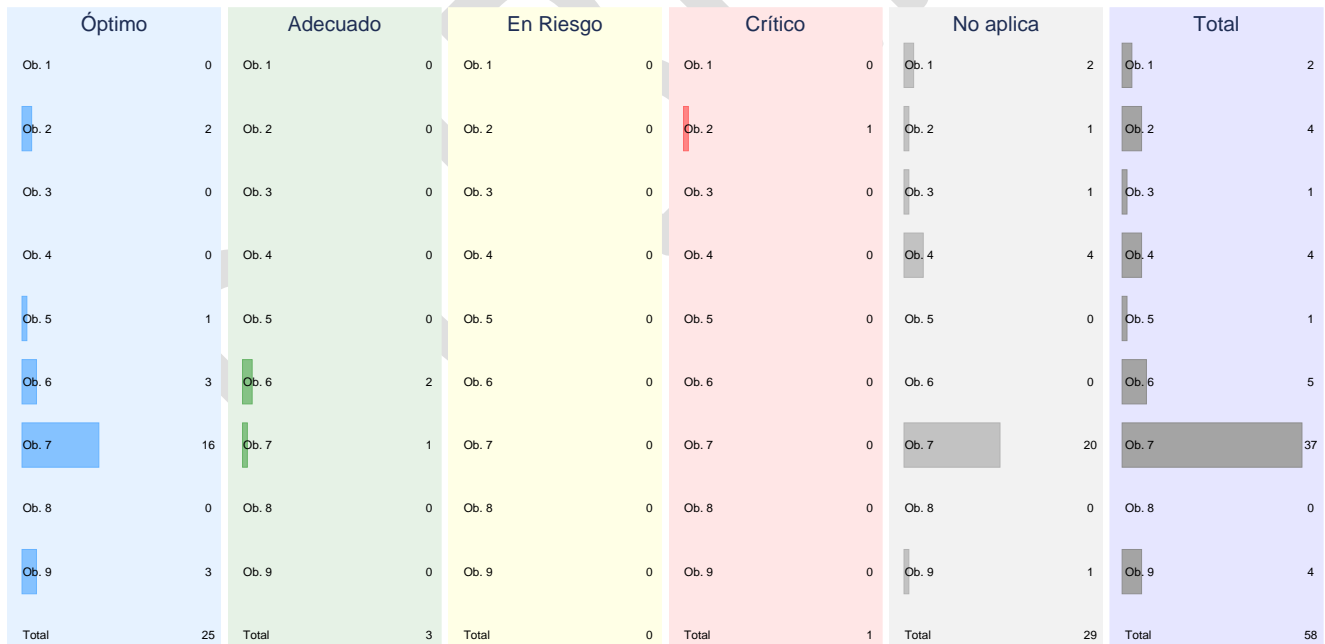 Óptimo Adecuado En Riesgo Crítico No aplica Total
Ob. 1 0 Ob. 1 0 Ob. 1 0 Ob. 1 0 Ob. 1 2 Ob. 1 2
Ob. 2 2 Ob. 2 0 Ob. 2 0 Ob. 2 1 Ob. 2 1 Ob. 2 4
Ob. 3 0 Ob. 3 0 Ob. 3 0 Ob. 3 0 Ob. 3 1 Ob. 3 1
Ob. 4 0 Ob. 4 0 Ob. 4 0 Ob. 4 0 Ob. 4 4 Ob. 4 4
Ob. 5 1 Ob. 5 0 Ob. 5 0 Ob. 5 0 Ob. 5 0 Ob. 5 1
Ob. 6 3 Ob. 6 2 Ob. 6 0 Ob. 6 0 Ob. 6 0 Ob. 6 5
Ob. 7 16 Ob. 7 1 Ob. 7 0 Ob. 7 0 Ob. 7 20 Ob. 7 37
Ob. 8 0 Ob. 8 0 Ob. 8 0 Ob. 8 0 Ob. 8 0 Ob. 8 0
Ob. 9 3 Ob. 9 0 Ob. 9 0 Ob. 9 0 Ob. 9 1 Ob. 9 4
Total 25 Total 3 Total 0 Total 1 Total 29 Total 58